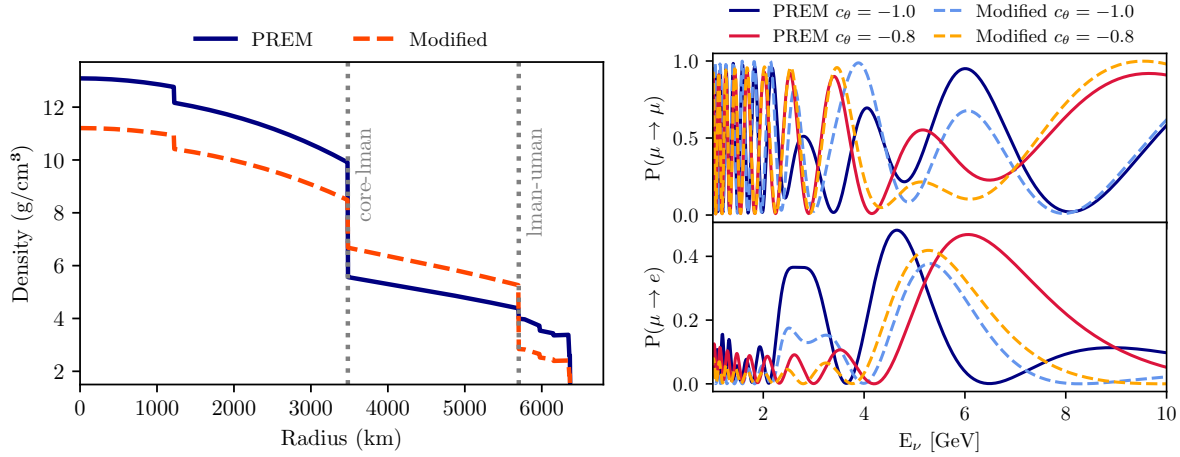 PREM Modified
Density (g/cm³)
12
10
8
6
4
2
core-lman
lman-uman
0 1000 2000 3000 4000 5000 6000
Radius (km)
PREM c_θ = −1.0 Modified c_θ = −1.0
PREM c_θ = −0.8 Modified c_θ = −0.8
P(μ → μ)
1.0
0.5
0.0
P(μ → e)
0.4
0.2
0.0
2 4 6 8 10
E_ν [GeV]